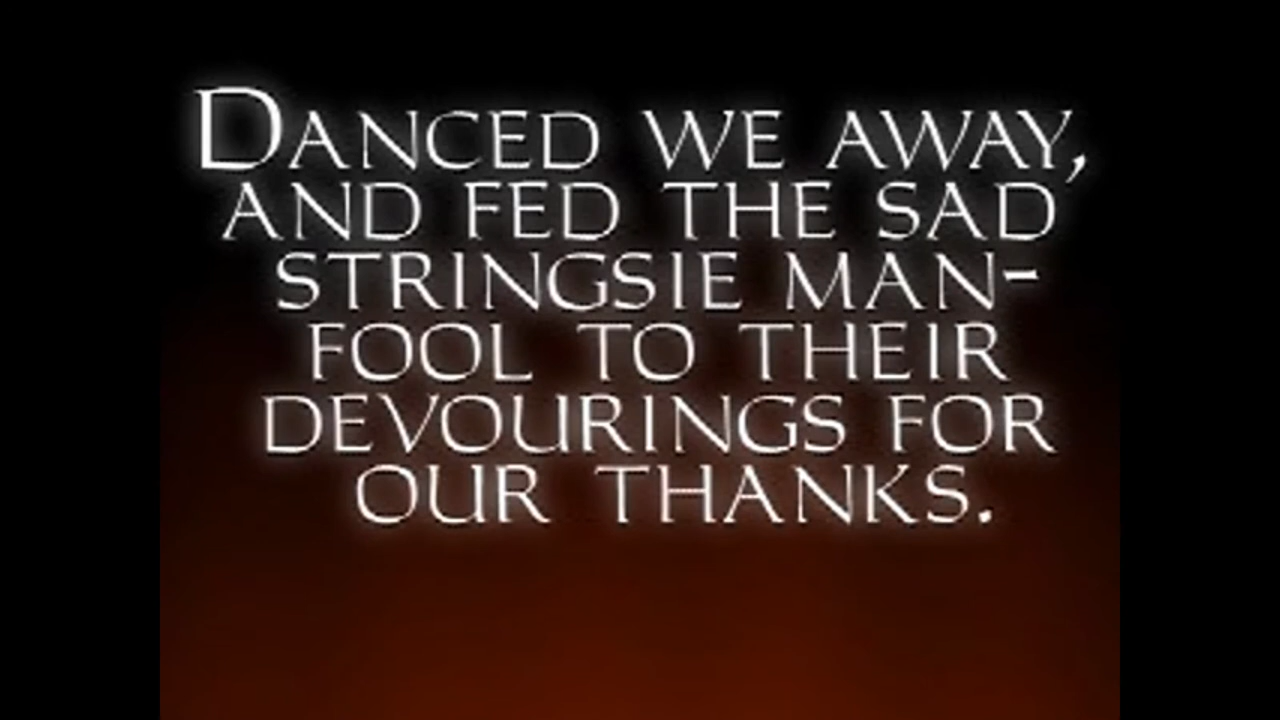 DANCED WE AWAY,
AND FED THE SAD
STRINGSIE MAN-
FOOL TO THEIR
DEVOURINGS FOR
OUR THANKS.